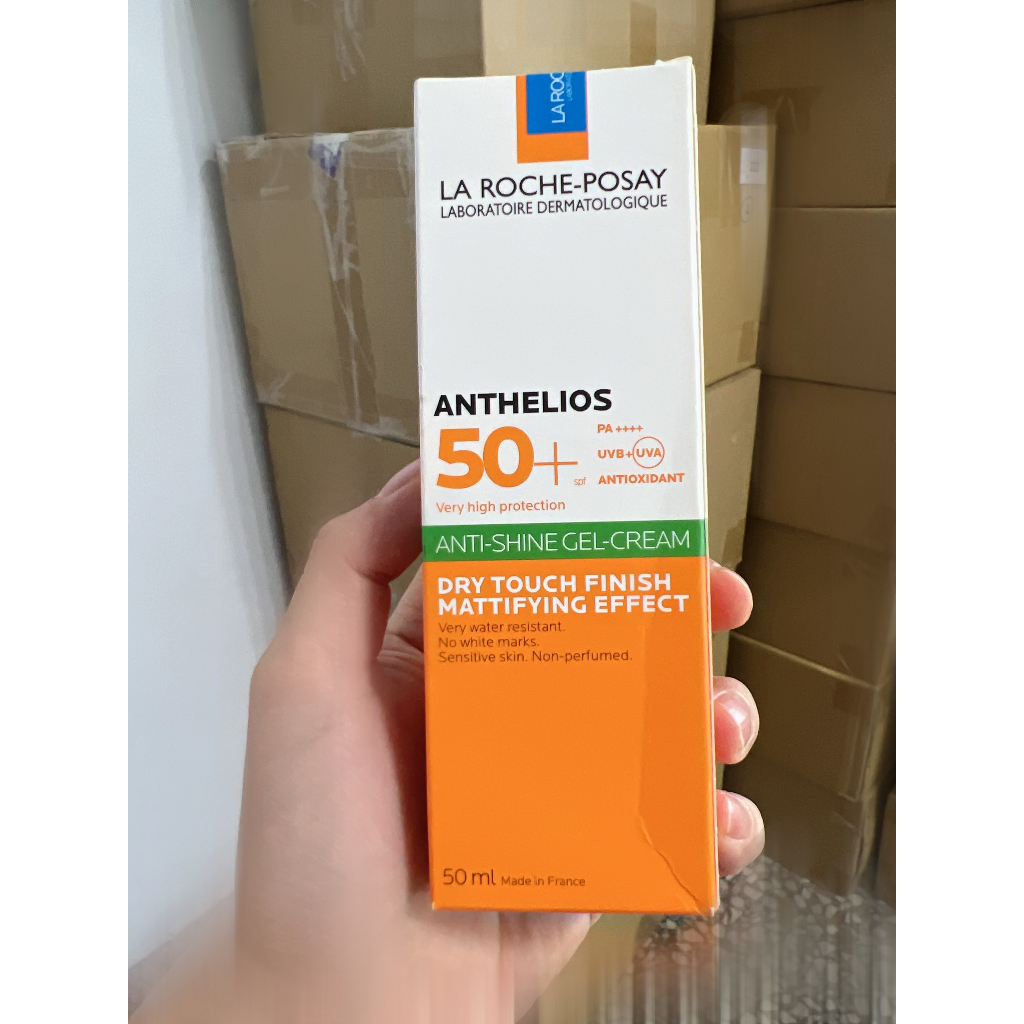 LA ROC
LA ROCHE-POSAY
LABORATOIRE DERMATOLOGIQUE
ANTHELIOS
50+ spf
PA ++++
UVB+UVA
ANTIOXIDANT
Very high protection
ANTI-SHINE GEL-CREAM
DRY TOUCH FINISH
MATTIFYING EFFECT
Very water resistant.
No white marks.
Sensitive skin. Non-perfumed.
50 ml Made in France